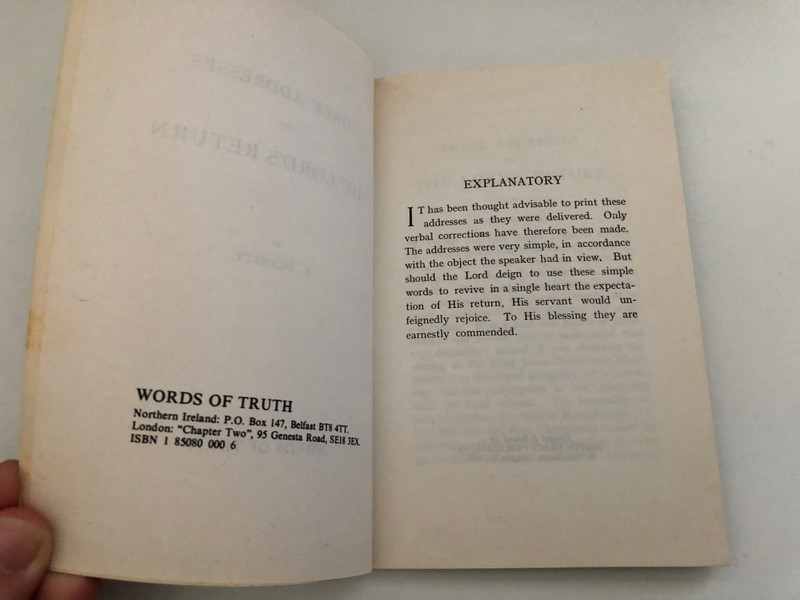 WORDS OF TRUTH
Northern Ireland: P.O. Box 147, Belfast BT8 4TT.
London: "Chapter Two", 95 Genesta Road, SE18 3EX.
ISBN 1 85080 000 6
EXPLANATORY
IT has been thought advisable to print these
addresses as they were delivered. Only
verbal corrections have therefore been made.
The addresses were very simple, in accordance
with the object the speaker had in view. But
should the Lord deign to use these simple
words to revive in a single heart the expecta-
tion of His return, His servant would un-
feignedly rejoice. To His blessing they are
earnestly commended.